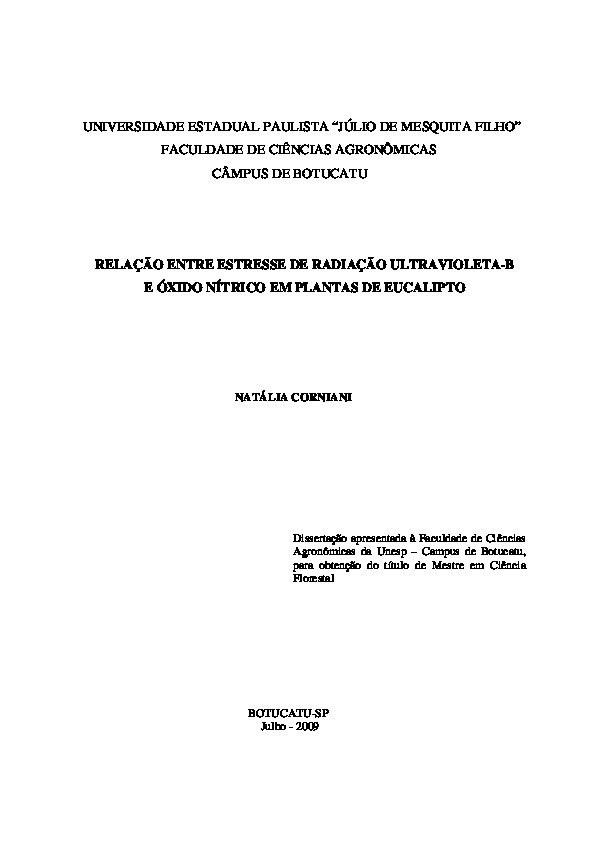 UNIVERSIDADE ESTADUAL PAULISTA “JÚLIO DE MESQUITA FILHO”
FACULDADE DE CIÊNCIAS AGRONÔMICAS
CÂMPUS DE BOTUCATU
RELAÇÃO ENTRE ESTRESSE DE RADIAÇÃO ULTRAVIOLETA-B
E ÓXIDO NÍTRICO EM PLANTAS DE EUCALIPTO
NATÁLIA CORNIANI
Dissertação apresentada à Faculdade de Ciências
Agronômicas da Unesp – Campus de Botucatu,
para obtenção do título de Mestre em Ciência
Florestal
BOTUCATU-SP
Julho - 2009